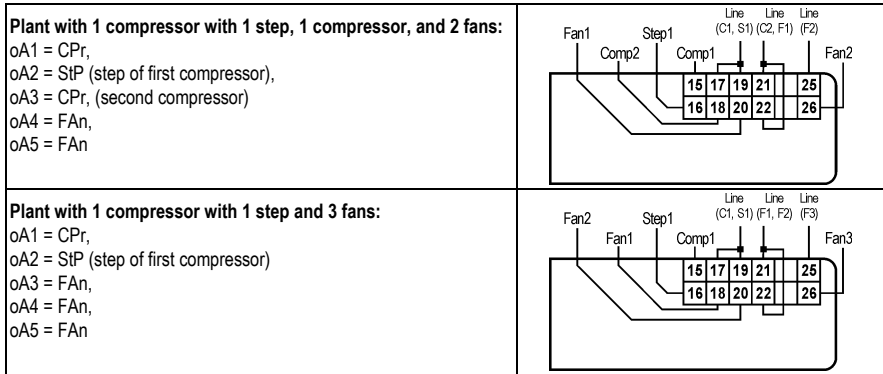 Plant with 1 compressor with 1 step, 1 compressor, and 2 fans:
oA1 = CPr,
oA2 = StP (step of first compressor),
oA3 = CPr, (second compressor)
oA4 = FAn,
oA5 = FAn
Line Line Line
Fan1 Step1 (C1, S1) (C2, F1) (F2)
Comp2 Comp1 Fan2
15 17 19 21 25
16 18 20 22 26
Plant with 1 compressor with 1 step and 3 fans:
oA1 = CPr,
oA2 = StP (step of first compressor)
oA3 = FAn,
oA4 = FAn,
oA5 = FAn
Line Line Line
Fan2 Step1 (C1, S1) (F1, F2) (F3)
Fan1 Comp1 Fan3
15 17 19 21 25
16 18 20 22 26